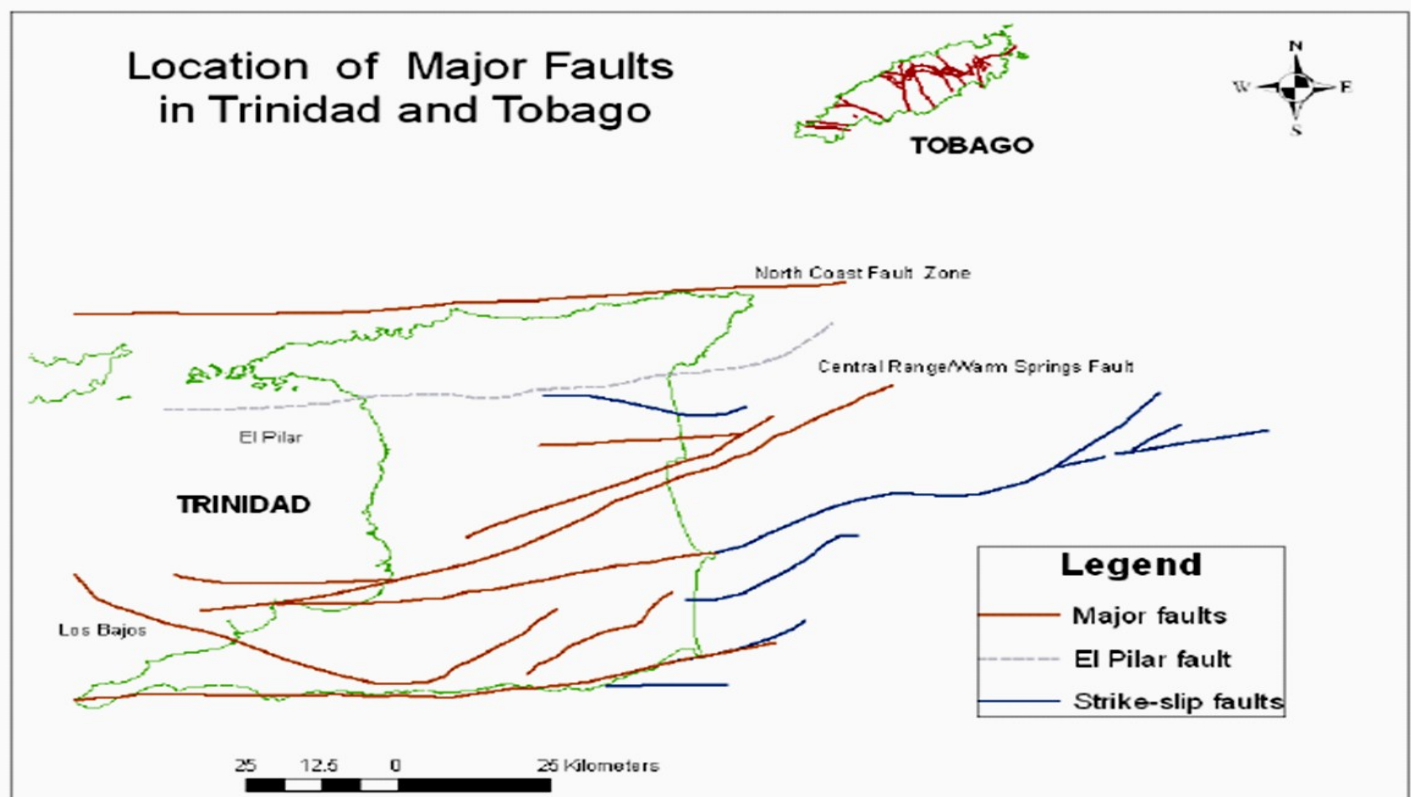 Location of Major Faults
in Trinidad and Tobago
N
W E
S
TOBAGO
North Coast Fault Zone
Central Range/Warm Springs Fault
El Pilar
TRINIDAD
Los Bajos
Legend
Major faults
El Pilar fault
Strike-slip faults
25 12.5 0 25 Kilometers